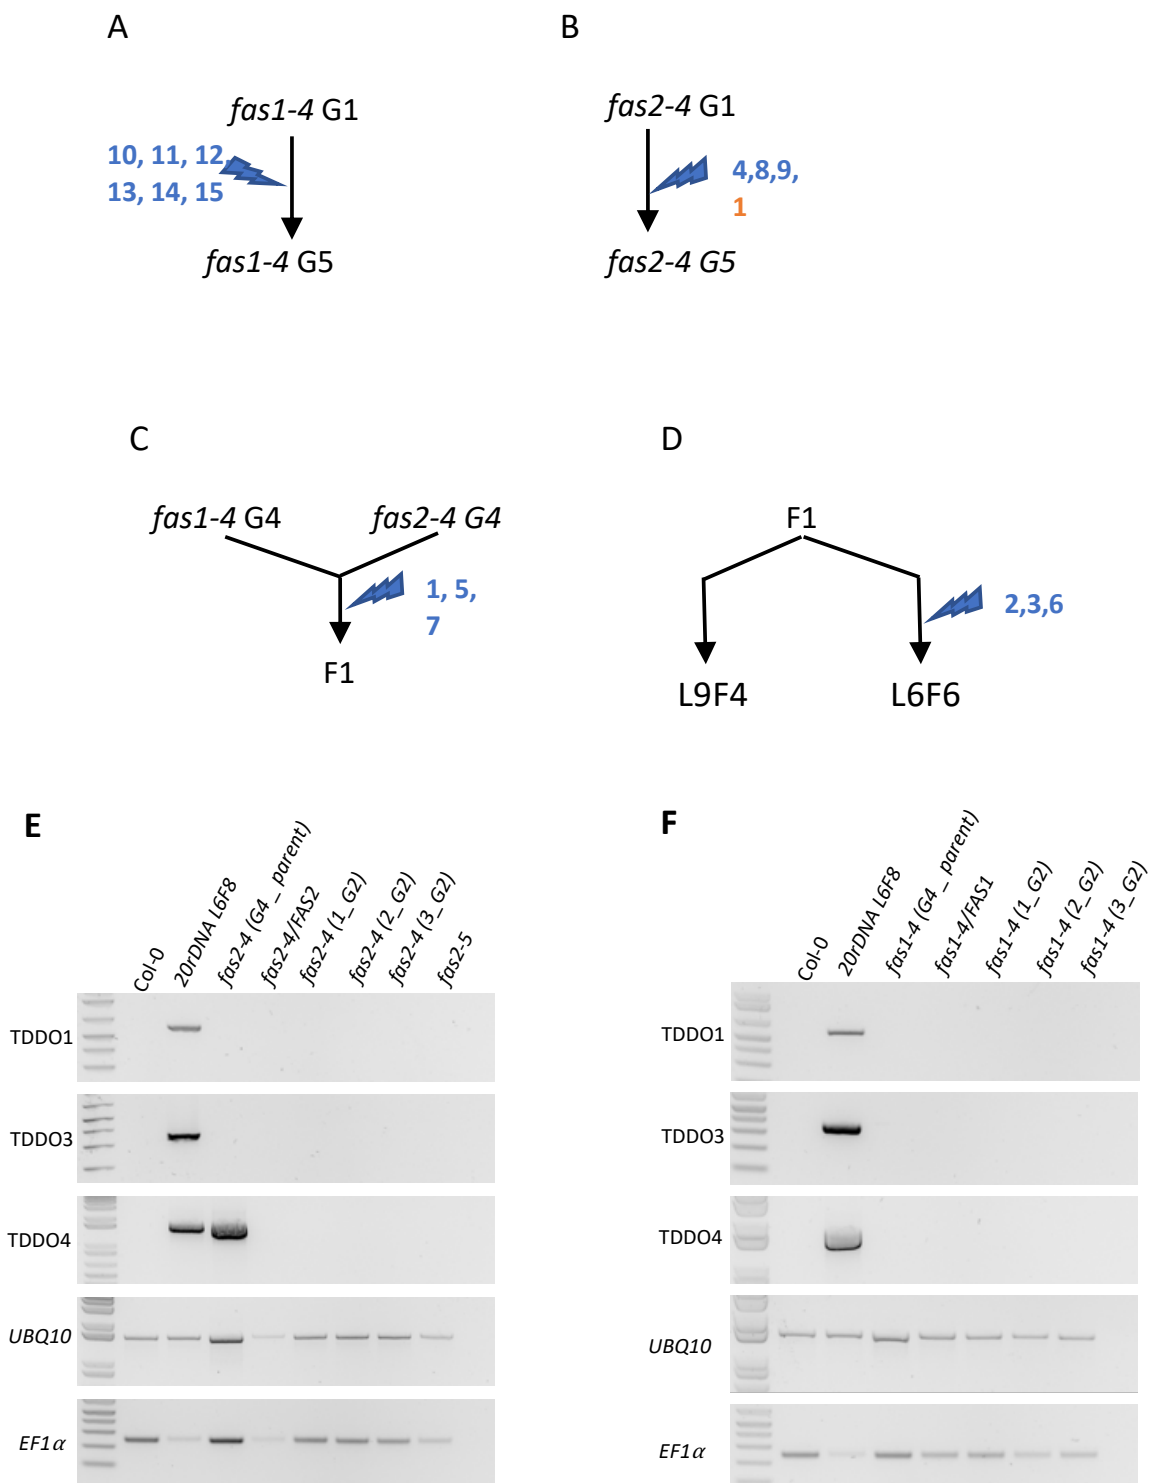 A
B
fas1-4 G1
fas2-4 G1
10, 11, 12,
13, 14, 15
4,8,9,
1
fas1-4 G5
fas2-4 G5
C
D
fas1-4 G4
fas2-4 G4
F1
1, 5,
7
2,3,6
F1
L9F4
L6F6
E
Col-0
20rDNA L6F8
fas2-4 (G4_ parent)
fas2-4/FAS2
fas2-4 (1_G2)
fas2-4 (2_G2)
fas2-4 (3_G2)
fas2-5
TDDO1
TDDO3
TDDO4
UBQ10
EF1α
F
Col-0
20rDNA L6F8
fas1-4 (G4_ parent)
fas1-4/FAS1
fas1-4 (1_G2)
fas1-4 (2_G2)
fas1-4 (3_G2)
TDDO1
TDDO3
TDDO4
UBQ10
EF1α